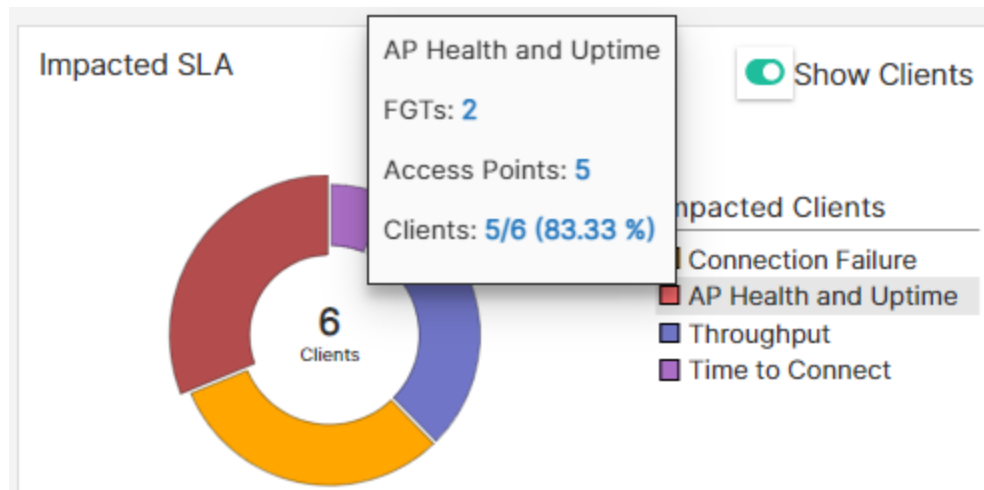 Impacted SLA
AP Health and Uptime
FGTs: 2
Access Points: 5
Clients: 5/6 (83.33 %)
Show Clients
6
Clients
Clients
Connection Failure
AP Health and Uptime
Throughput
Time to Connect